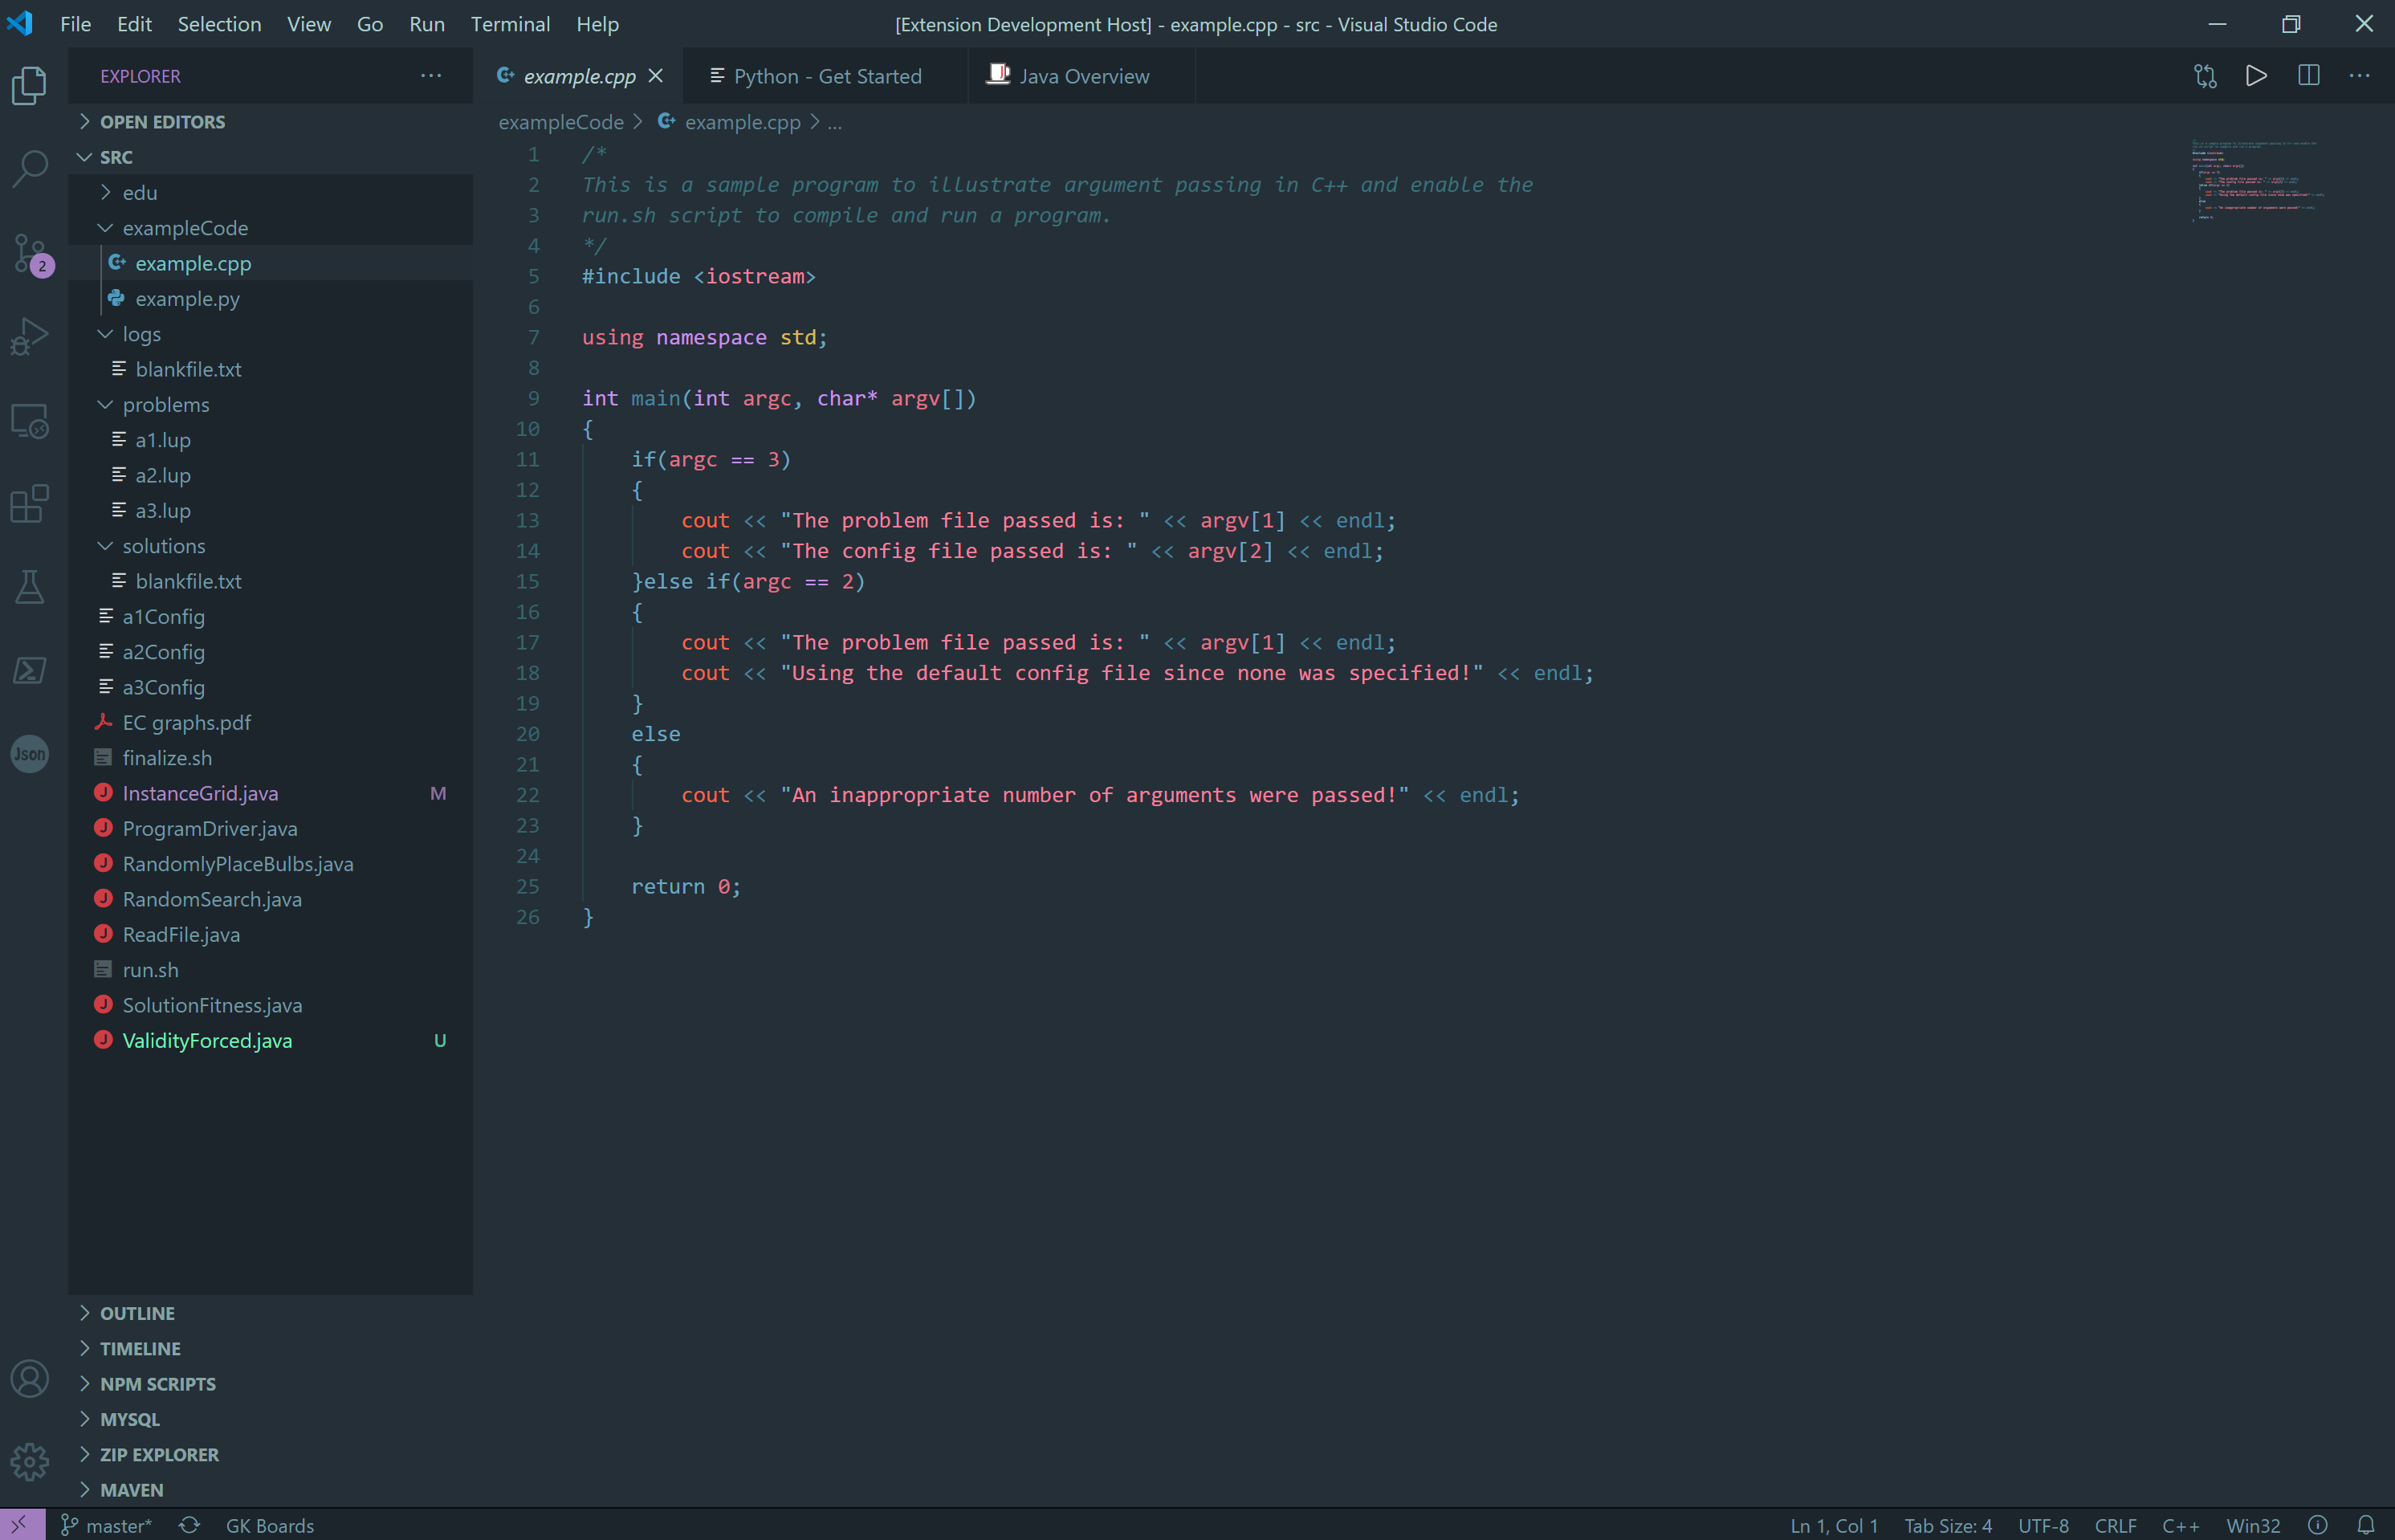 File Edit Selection View Go Run Terminal Help
[Extension Development Host] - example.cpp - src - Visual Studio Code
EXPLORER
example.cpp
Python - Get Started
Java Overview
OPEN EDITORS
SRC
edu
exampleCode
example.cpp
example.py
logs
blankfile.txt
problems
a1.lup
a2.lup
a3.lup
solutions
blankfile.txt
a1Config
a2Config
a3Config
EC graphs.pdf
finalize.sh
InstanceGrid.java M
ProgramDriver.java
RandomlyPlaceBulbs.java
RandomSearch.java
ReadFile.java
run.sh
SolutionFitness.java
ValidityForced.java U
OUTLINE
TIMELINE
NPM SCRIPTS
MYSQL
ZIP EXPLORER
MAVEN
2
Json
exampleCode > example.cpp > ...
1 /*
2 This is a sample program to illustrate argument passing in C++ and enable the
3 run.sh script to compile and run a program.
4 */
5 #include <iostream>
6
7 using namespace std;
8
9 int main(int argc, char* argv[])
10 {
11     if(argc == 3)
12     {
13         cout << "The problem file passed is: " << argv[1] << endl;
14         cout << "The config file passed is: " << argv[2] << endl;
15     }else if(argc == 2)
16     {
17         cout << "The problem file passed is: " << argv[1] << endl;
18         cout << "Using the default config file since none was specified!" << endl;
19     }
20     else
21     {
22         cout << "An inappropriate number of arguments were passed!" << endl;
23     }
24
25     return 0;
26 }
master* GK Boards
Ln 1, Col 1 Tab Size: 4 UTF-8 CRLF C++ Win32